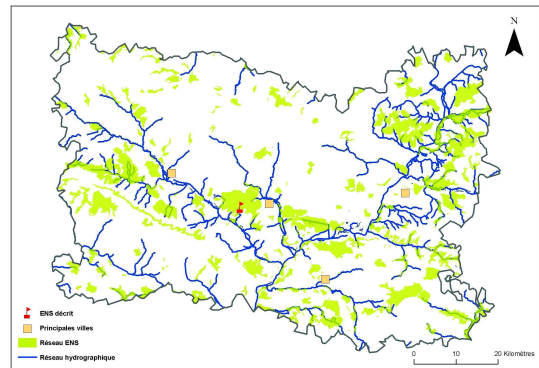 N
ENS décrit
Principales villes
Réseau ENS
Réseau hydrographique
0 10 20 Kilomètres